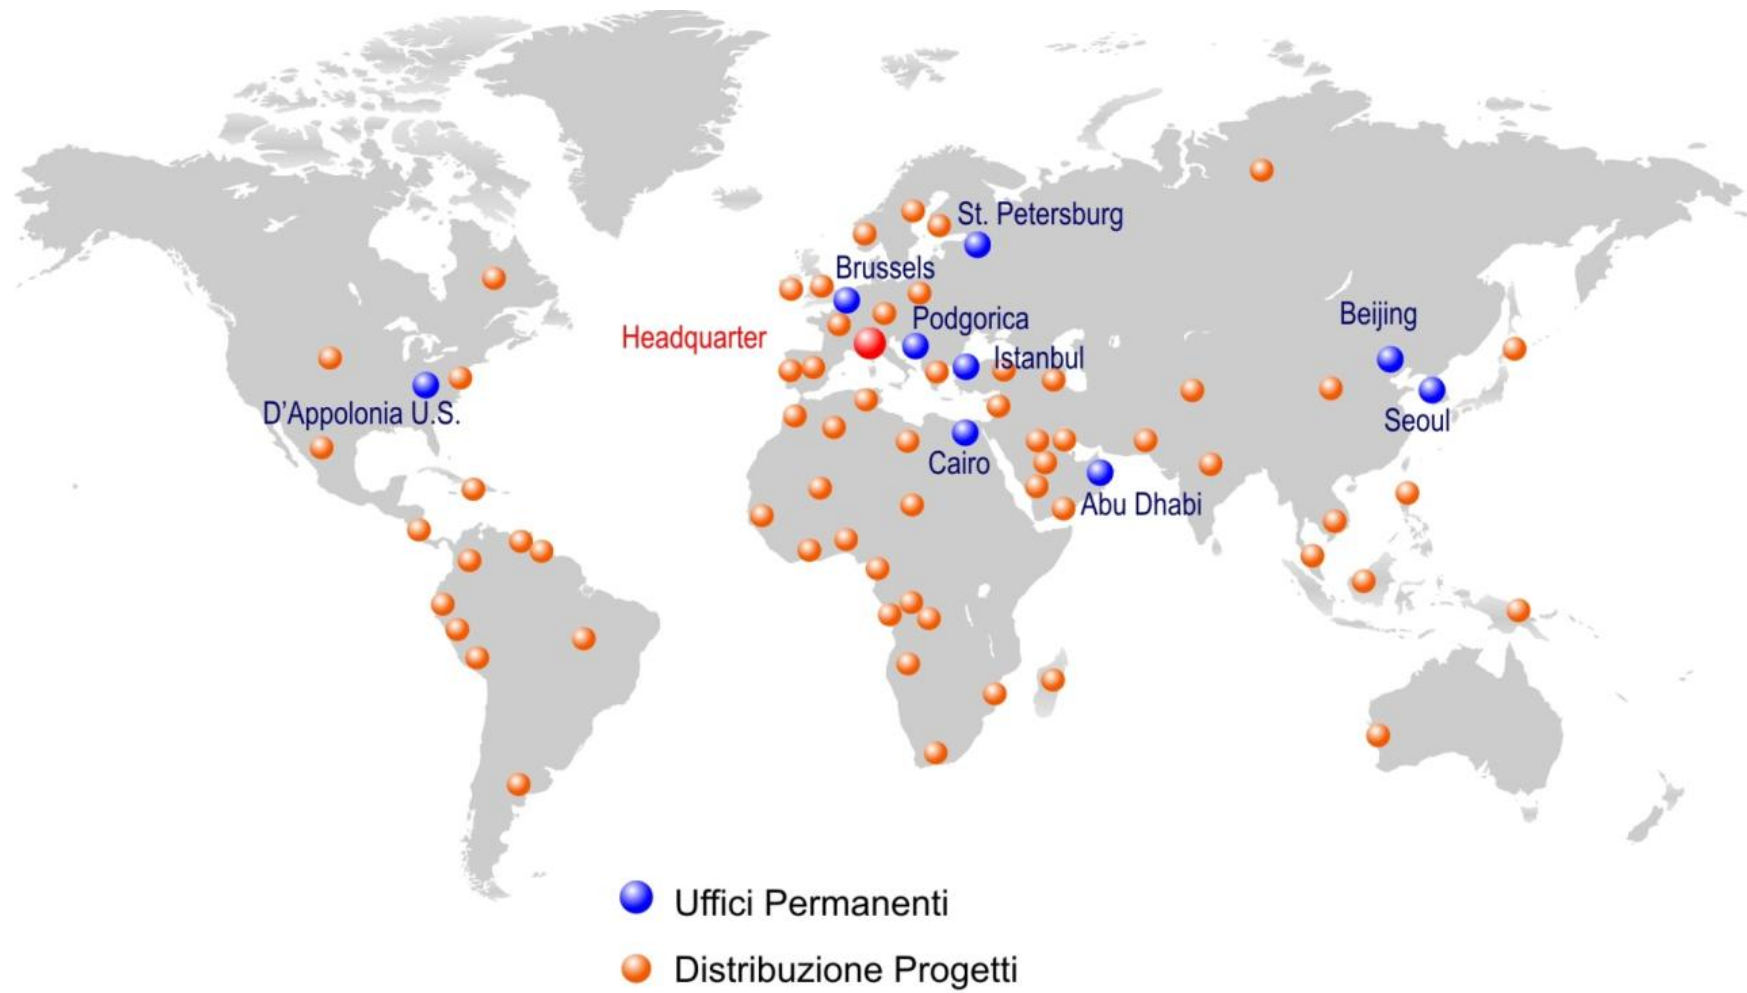 St. Petersburg
Brussels
Beijing
Podgorica
Headquarter
Istanbul
D'Appolonia U.S.
Seoul
Cairo
Abu Dhabi
Uffici Permanenti
Distribuzione Progetti